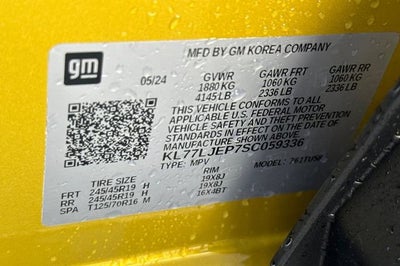 gm
MFD BY GM KOREA COMPANY
05/24 GVWR GAWR FRT GAWR RR
1880 KG 1060 KG 1060 KG
4145 LB 2336 LB 2336 LB
THIS VEHICLE CONFORMS TO ALL
APPLICABLE U.S. FEDERAL MOTOR
VEHICLE SAFETY AND BUMPER
STANDARDS IN EFFECT ON THE DATE OF
MANUFACTURE SHOWN ABOVE.
KL77LJEP7SC059336
TYPE: MPV MODEL: 761TUSF
TIRE SIZE RIM
FRT 245/45R19 H 19X8J
RR 245/45R19 H 19X8J
SPA T125/70R16 M 16X4BT